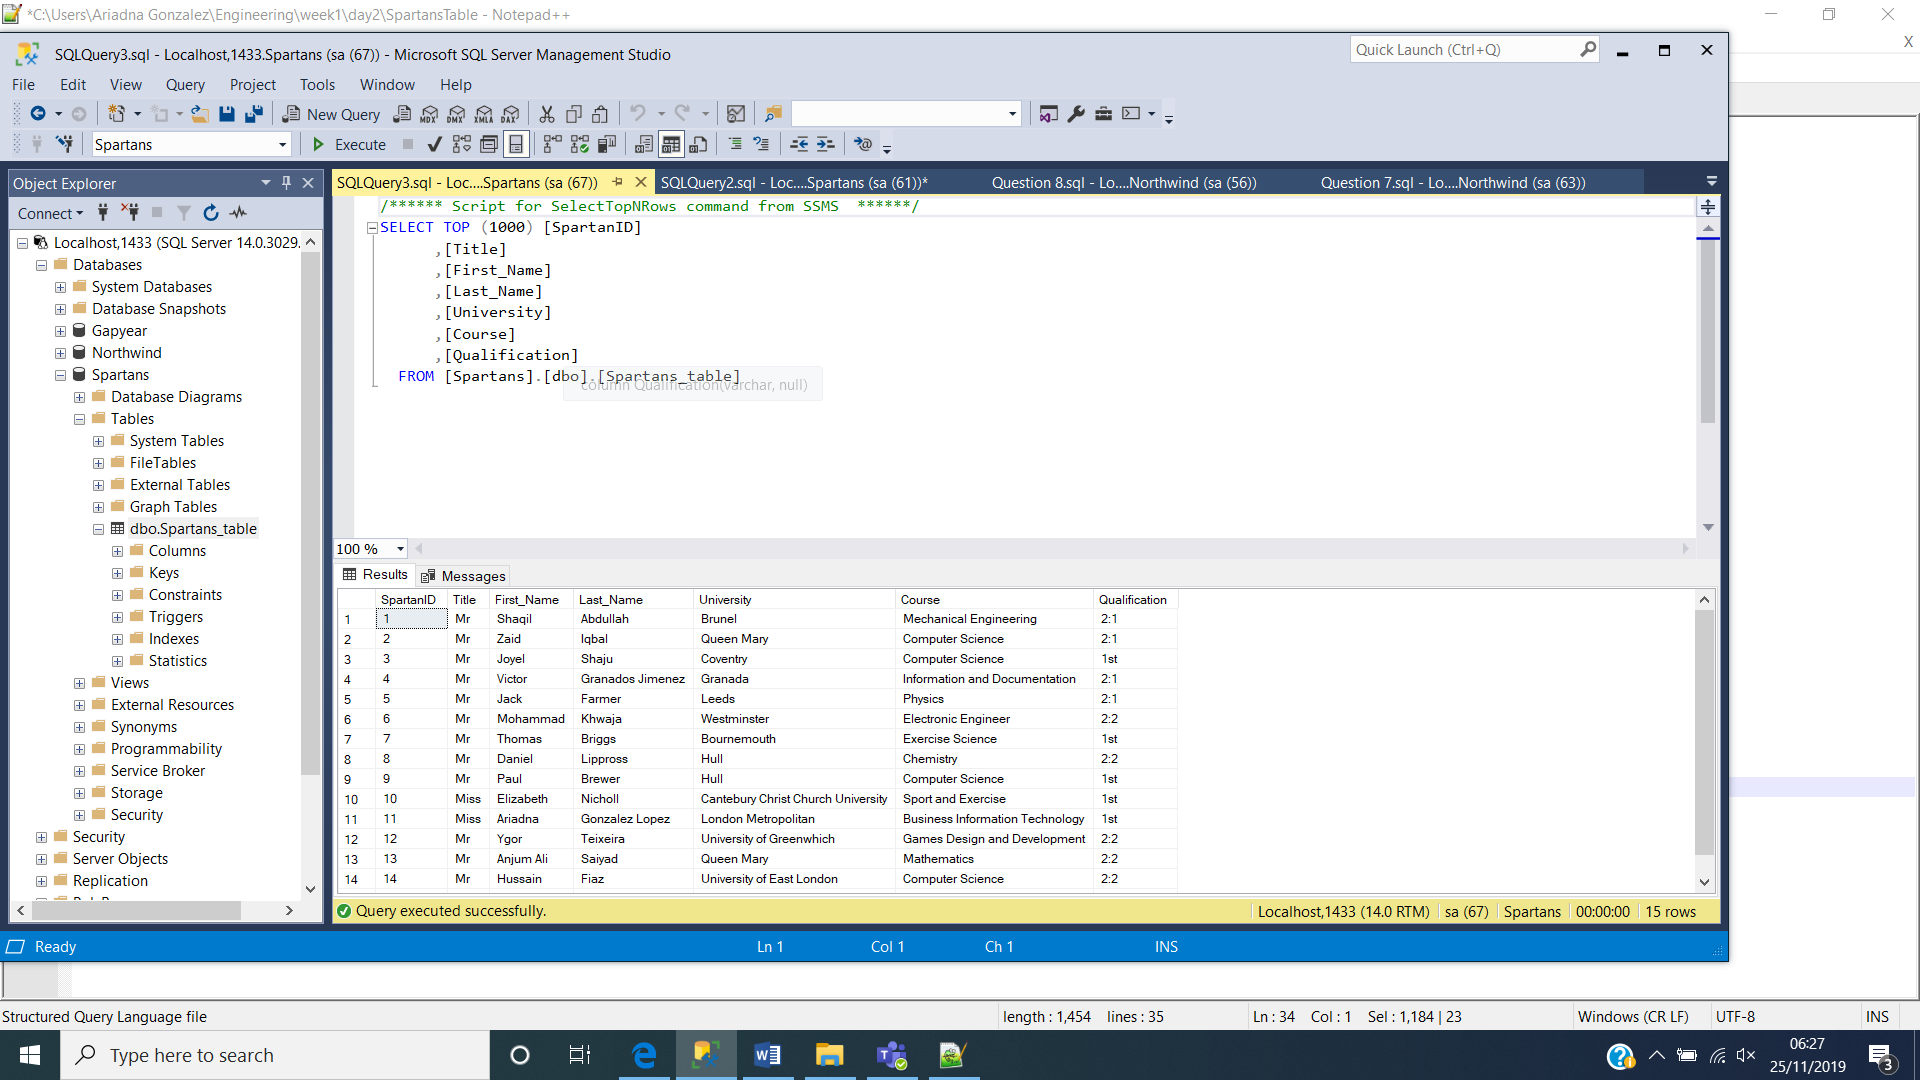 *C:\Users\Ariadna Gonzalez\Engineering\week1\day2\SpartansTable - Notepad++
SQLQuery3.sql - Localhost,1433.Spartans (sa (67)) - Microsoft SQL Server Management Studio
Quick Launch (Ctrl+Q)
X
File Edit View Query Project Tools Window Help
New Query MDX DMX XMLA DAX
Spartans Execute
Object Explorer
Connect
Localhost,1433 (SQL Server 14.0.3029.
Databases
System Databases
Database Snapshots
Gapyear
Northwind
Spartans
Database Diagrams
Tables
System Tables
FileTables
External Tables
Graph Tables
dbo.Spartans_table
Columns
Keys
Constraints
Triggers
Indexes
Statistics
Views
External Resources
Synonyms
Programmability
Service Broker
Storage
Security
Security
Server Objects
Replication
SQLQuery3.sql - Loc....Spartans (sa (67)) SQLQuery2.sql - Loc....Spartans (sa (61))* Question 8.sql - Lo....Northwind (sa (56)) Question 7.sql - Lo....Northwind (sa (63))
/****** Script for SelectTopNRows command from SSMS  ******/
SELECT TOP (1000) [SpartanID]
,[Title]
,[First_Name]
,[Last_Name]
,[University]
,[Course]
,[Qualification]
FROM [Spartans].[dbo].[Spartans_table]
column Qualification(varchar, null)
100 %
Results Messages
SpartanID Title First_Name Last_Name University Course Qualification
1 1 Mr Shaqil Abdullah Brunel Mechanical Engineering 2:1
2 2 Mr Zaid Iqbal Queen Mary Computer Science 2:1
3 3 Mr Joyel Shaju Coventry Computer Science 1st
4 4 Mr Victor Granados Jimenez Granada Information and Documentation 2:1
5 5 Mr Jack Farmer Leeds Physics 2:1
6 6 Mr Mohammad Khwaja Westminster Electronic Engineer 2:2
7 7 Mr Thomas Briggs Bournemouth Exercise Science 1st
8 8 Mr Daniel Lippross Hull Chemistry 2:2
9 9 Mr Paul Brewer Hull Computer Science 1st
10 10 Miss Elizabeth Nicholl Cantebury Christ Church University Sport and Exercise 1st
11 11 Miss Ariadna Gonzalez Lopez London Metropolitan Business Information Technology 1st
12 12 Mr Ygor Teixeira University of Greenwhich Games Design and Development 2:2
13 13 Mr Anjum Ali Saiyad Queen Mary Mathematics 2:2
14 14 Mr Hussain Fiaz University of East London Computer Science 2:2
Query executed successfully. Localhost,1433 (14.0 RTM) sa (67) Spartans 00:00:00 15 rows
Ready Ln 1 Col 1 Ch 1 INS
Structured Query Language file length : 1,454 lines : 35 Ln : 34 Col : 1 Sel : 1,184 | 23 Windows (CR LF) UTF-8 INS
Type here to search
06:27
25/11/2019
3